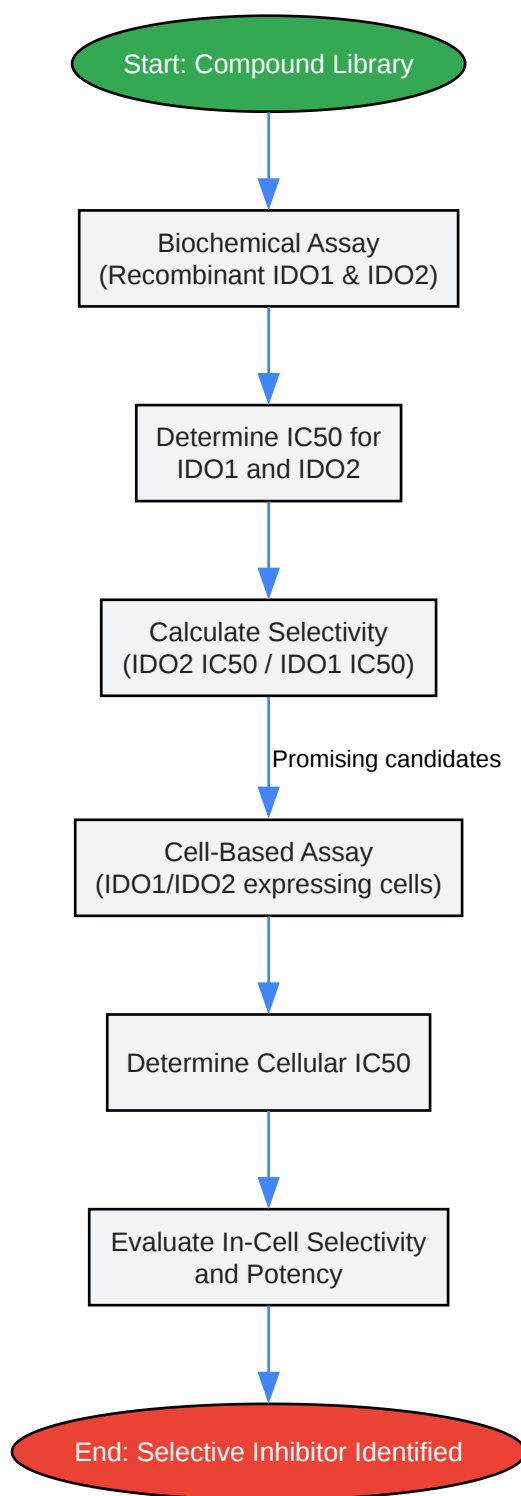 Start: Compound Library
Biochemical Assay
(Recombinant IDO1 & IDO2)
Determine IC50 for
IDO1 and IDO2
Calculate Selectivity
(IDO2 IC50 / IDO1 IC50)
Promising candidates
Cell-Based Assay
(IDO1/IDO2 expressing cells)
Determine Cellular IC50
Evaluate In-Cell Selectivity
and Potency
End: Selective Inhibitor Identified